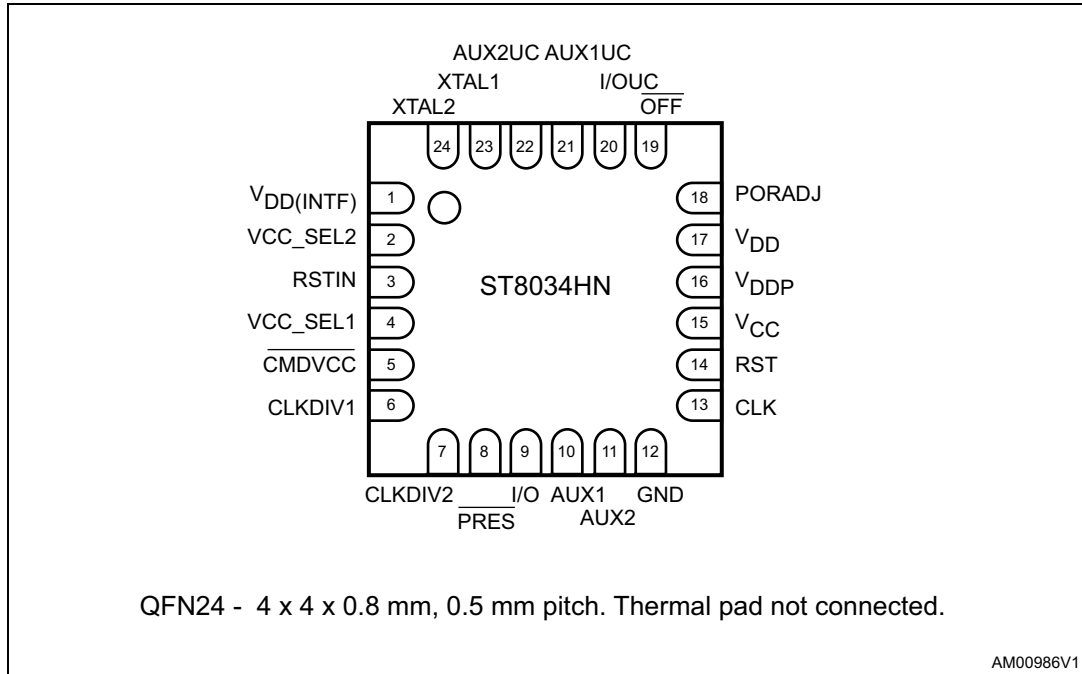 AUX2UC AUX1UC
XTAL1 I/OUC
XTAL2 OFF
24 23 22 21 20 19
VDD(INTF) 1 18 PORADJ
VCC_SEL2 2 17 VDD
RSTIN 3 ST8034HN 16 VDDP
VCC_SEL1 4 15 VCC
CMDVCC 5 14 RST
CLKDIV1 6 13 CLK
7 8 9 10 11 12
CLKDIV2 I/O AUX1 GND
PRES AUX2
QFN24 - 4 x 4 x 0.8 mm, 0.5 mm pitch. Thermal pad not connected.
AM00986V1